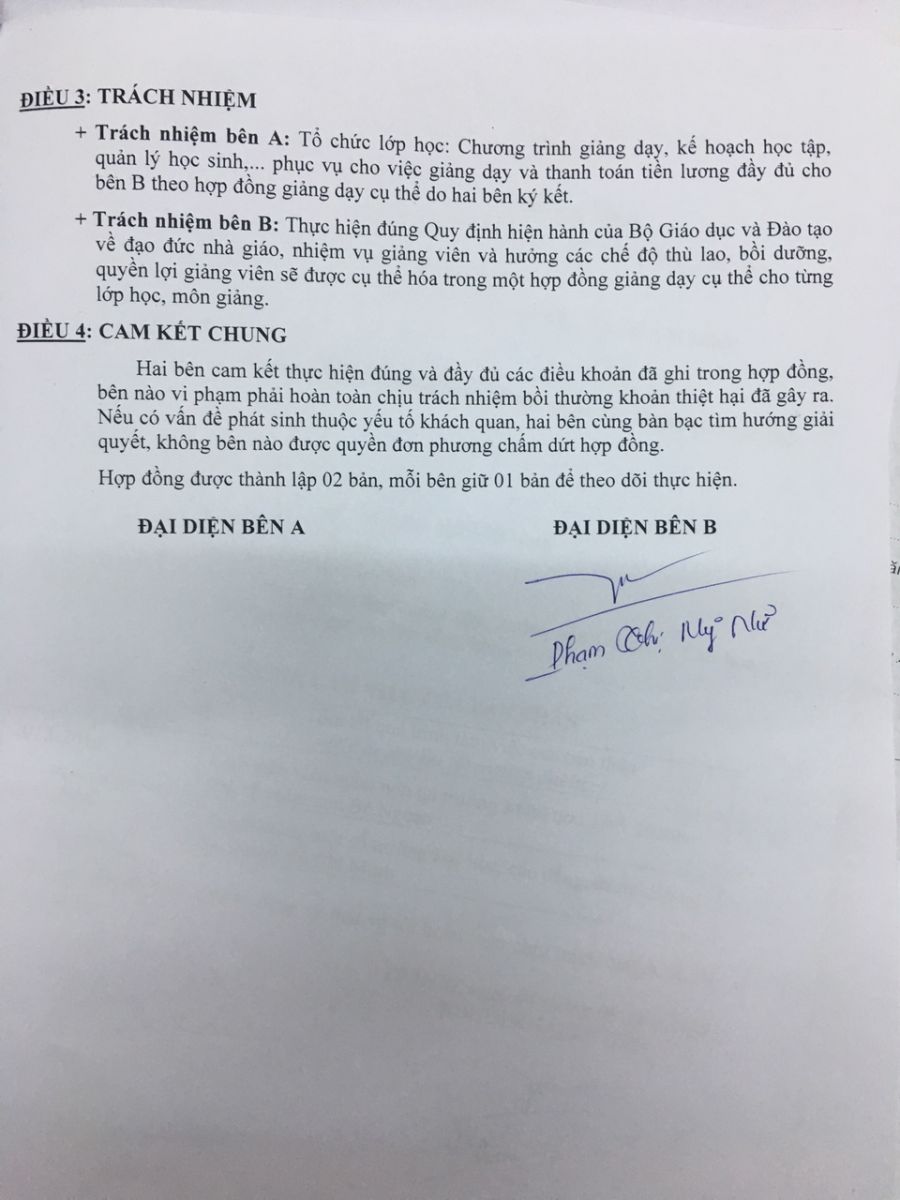 ĐIỀU 3: TRÁCH NHIỆM
+ Trách nhiệm bên A: Tổ chức lớp học: Chương trình giảng dạy, kế hoạch học tập,
quản lý học sinh,... phục vụ cho việc giảng dạy và thanh toán tiền lương đầy đủ cho
bên B theo hợp đồng giảng dạy cụ thể do hai bên ký kết.
+ Trách nhiệm bên B: Thực hiện đúng Quy định hiện hành của Bộ Giáo dục và Đào tạo
về đạo đức nhà giáo, nhiệm vụ giảng viên và hưởng các chế độ thù lao, bồi dưỡng,
quyền lợi giảng viên sẽ được cụ thể hóa trong một hợp đồng giảng dạy cụ thể cho từng
lớp học, môn giảng.
ĐIỀU 4: CAM KẾT CHUNG
Hai bên cam kết thực hiện đúng và đầy đủ các điều khoản đã ghi trong hợp đồng,
bên nào vi phạm phải hoàn toàn chịu trách nhiệm bồi thường khoản thiệt hại đã gây ra.
Nếu có vấn đề phát sinh thuộc yếu tố khách quan, hai bên cùng bàn bạc tìm hướng giải
quyết, không bên nào được quyền đơn phương chấm dứt hợp đồng.
Hợp đồng được thành lập 02 bản, mỗi bên giữ 01 bản để theo dõi thực hiện.
ĐẠI DIỆN BÊN A
ĐẠI DIỆN BÊN B
Phạm Thị Mỹ Nữ